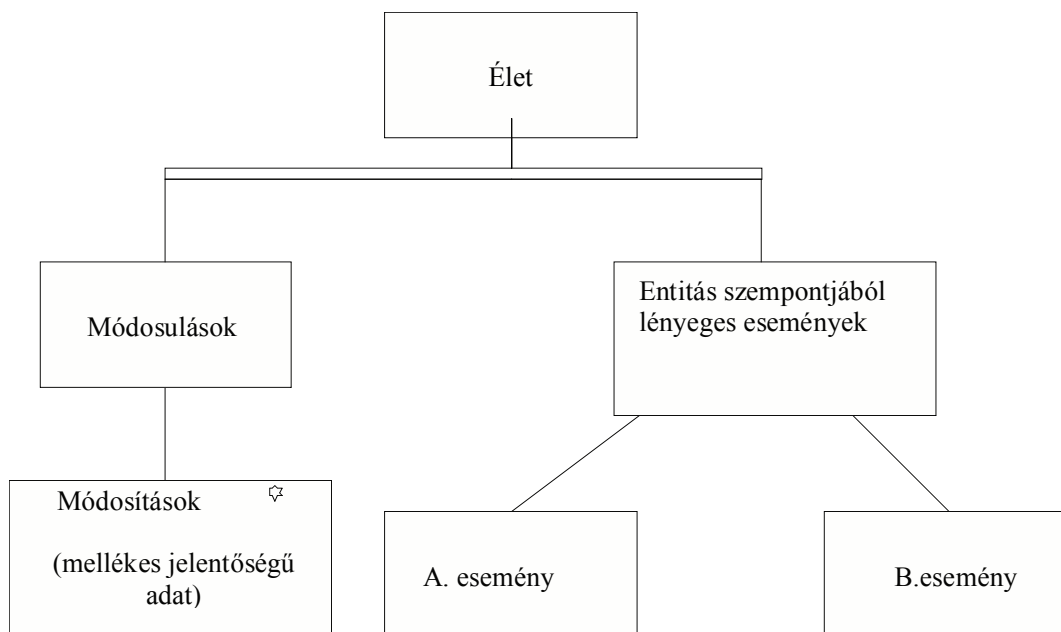 Élet
Módosulások
Entitás szempontjából
lényeges események
Módosítások
(mellékes jelentőségű
adat)
A. esemény
B.esemény